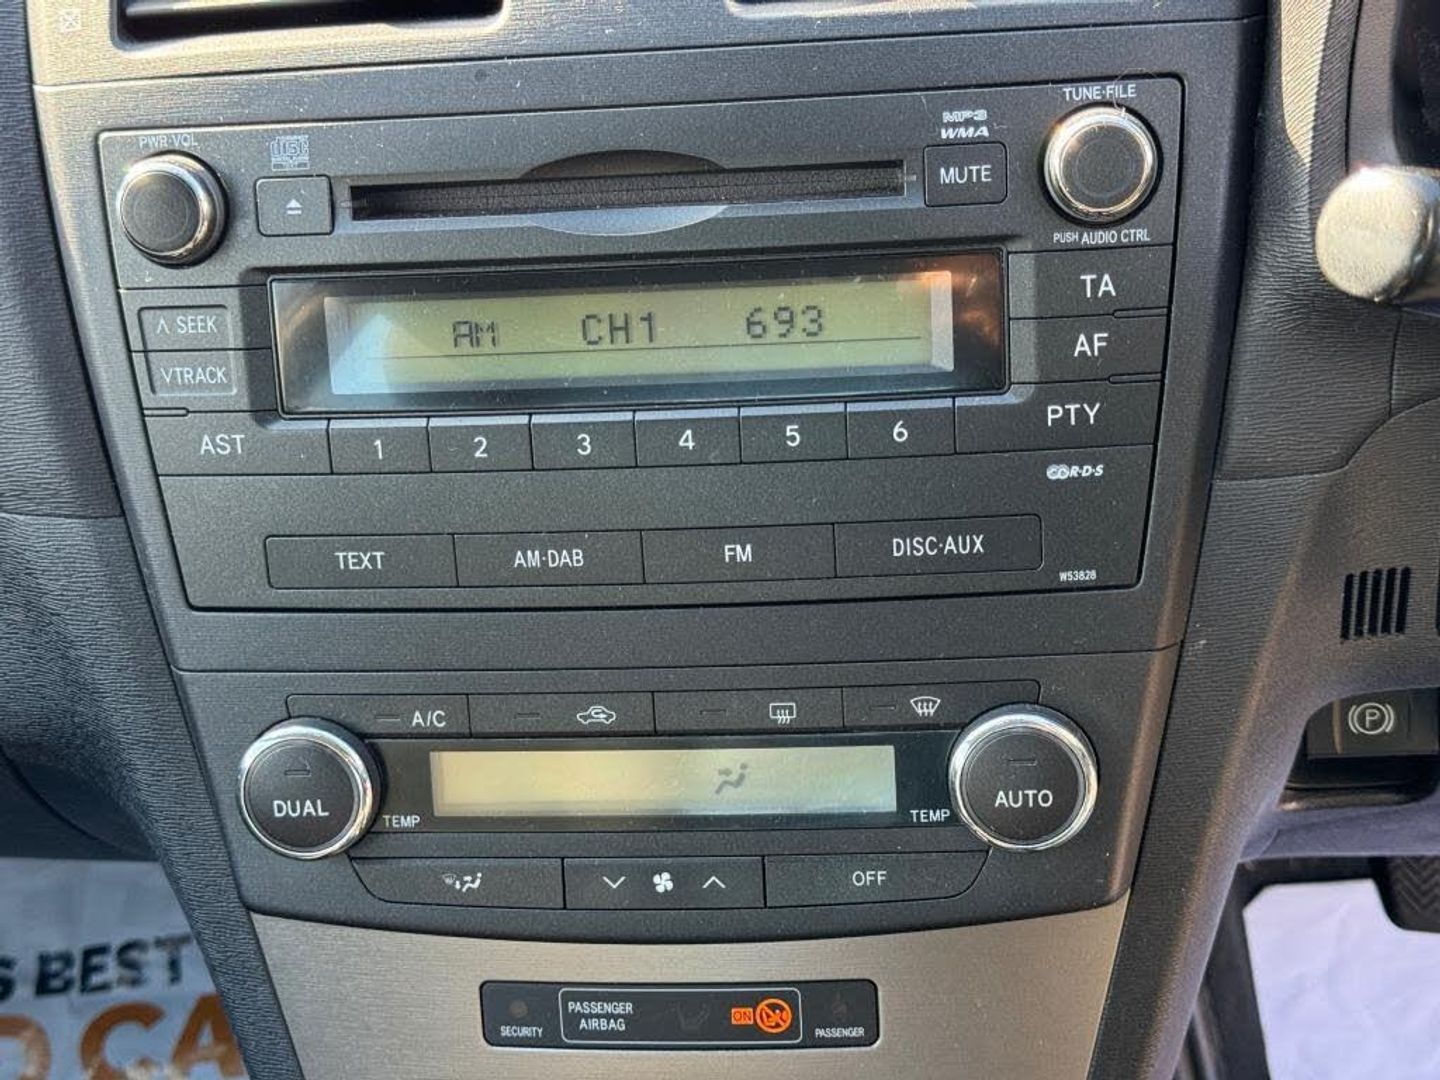 PWR·VOL
disc
MP3
WMA
MUTE
TUNE·FILE
PUSH AUDIO CTRL
∧ SEEK
∨TRACK
AM CH1 693
TA
AF
PTY
AST
1 2 3 4 5 6
R·D·S
TEXT
AM·DAB
FM
DISC·AUX
W53828
A/C
DUAL
TEMP
TEMP
AUTO
OFF
P
S BEST
CA
SECURITY
PASSENGER
AIRBAG
ON
PASSENGER